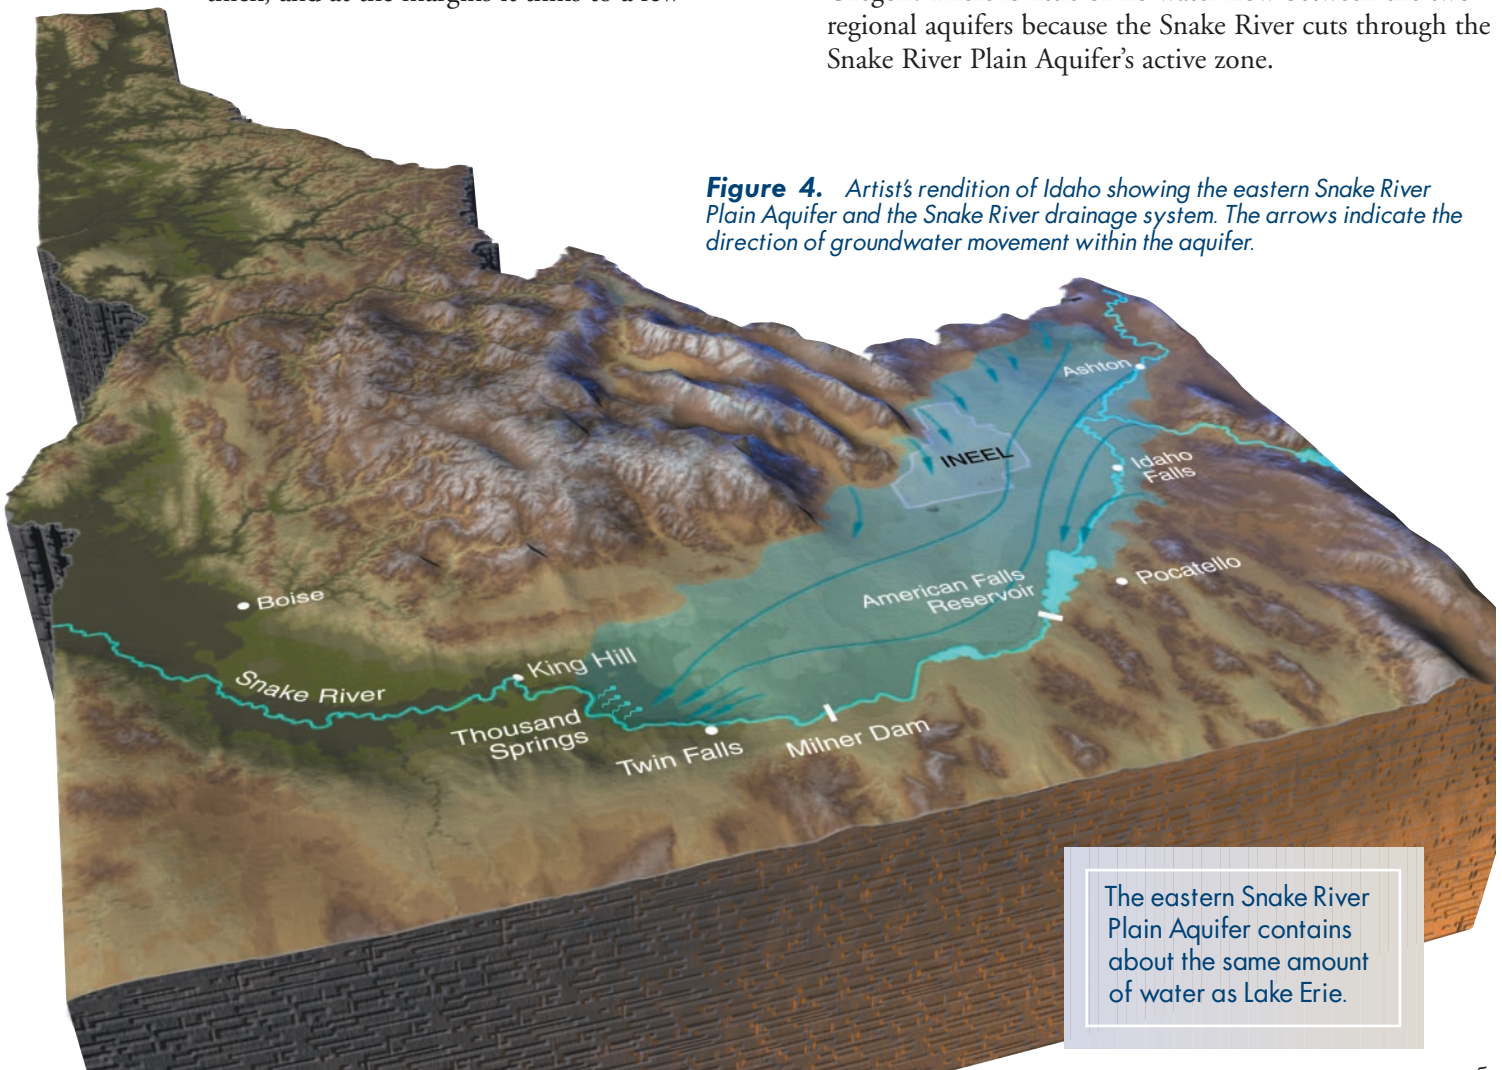 regional aquifers because the Snake River cuts through the
Snake River Plain Aquifer's active zone.
Figure 4. Artist's rendition of Idaho showing the eastern Snake River
Plain Aquifer and the Snake River drainage system. The arrows indicate the
direction of groundwater movement within the aquifer.
Ashton
INEEL
Idaho
Falls
Pocatello
American Falls
Reservoir
Boise
King Hill
Snake River
Thousand
Springs
Twin Falls
Milner Dam
The eastern Snake River
Plain Aquifer contains
about the same amount
of water as Lake Erie.